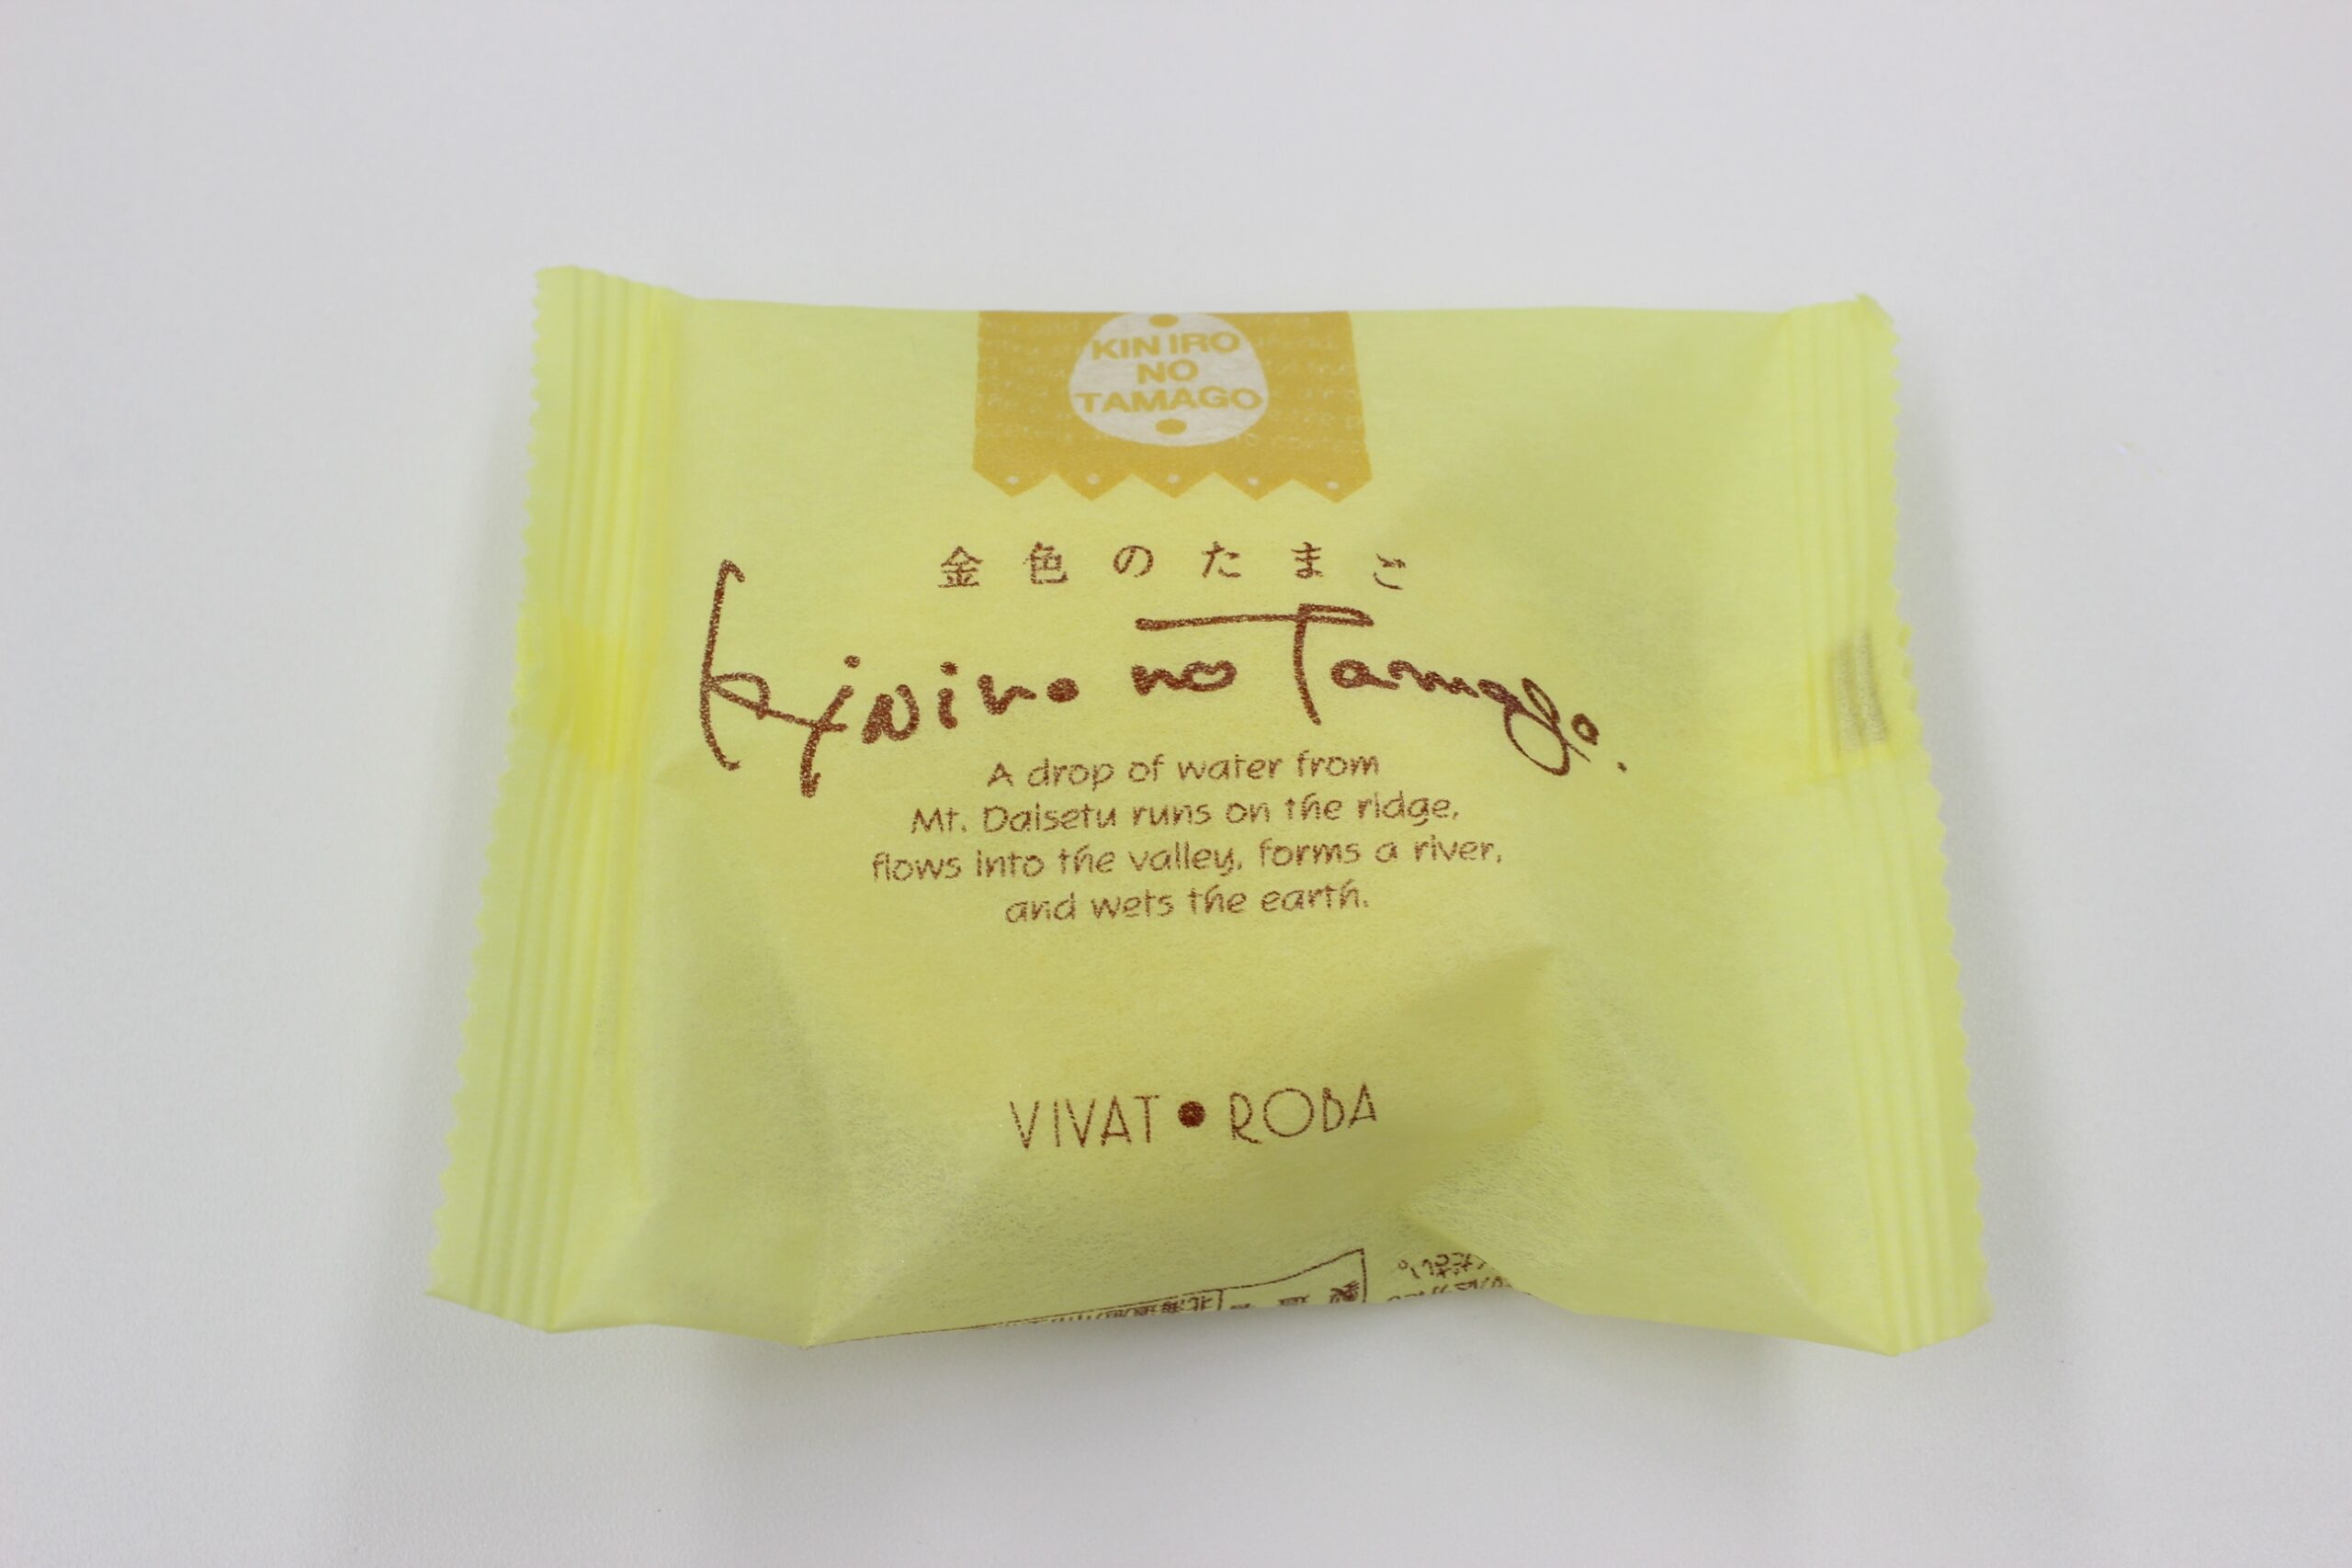 KIN IRO
NO
TAMAGO
金色のたまご
Kiniro no Tamago.
A drop of water from
Mt. Daisetu runs on the ridge,
flows into the valley, forms a river,
and wets the earth.
VIVAT●RODA